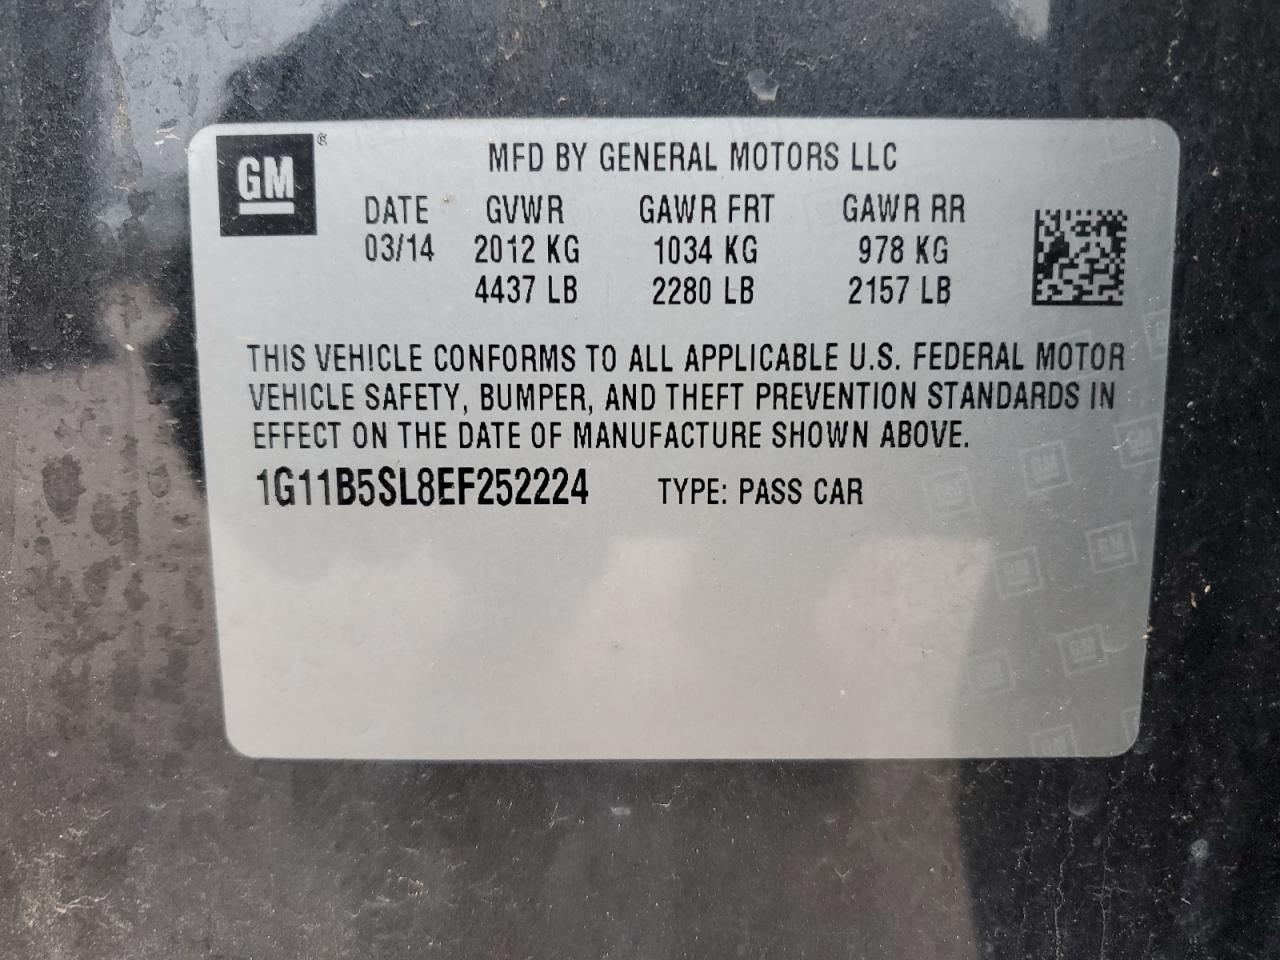 GM®
MFD BY GENERAL MOTORS LLC
DATE GVWR GAWR FRT GAWR RR
03/14 2012 KG 1034 KG 978 KG
4437 LB 2280 LB 2157 LB
THIS VEHICLE CONFORMS TO ALL APPLICABLE U.S. FEDERAL MOTOR
VEHICLE SAFETY, BUMPER, AND THEFT PREVENTION STANDARDS IN
EFFECT ON THE DATE OF MANUFACTURE SHOWN ABOVE.
1G11B5SL8EF252224 TYPE: PASS CAR